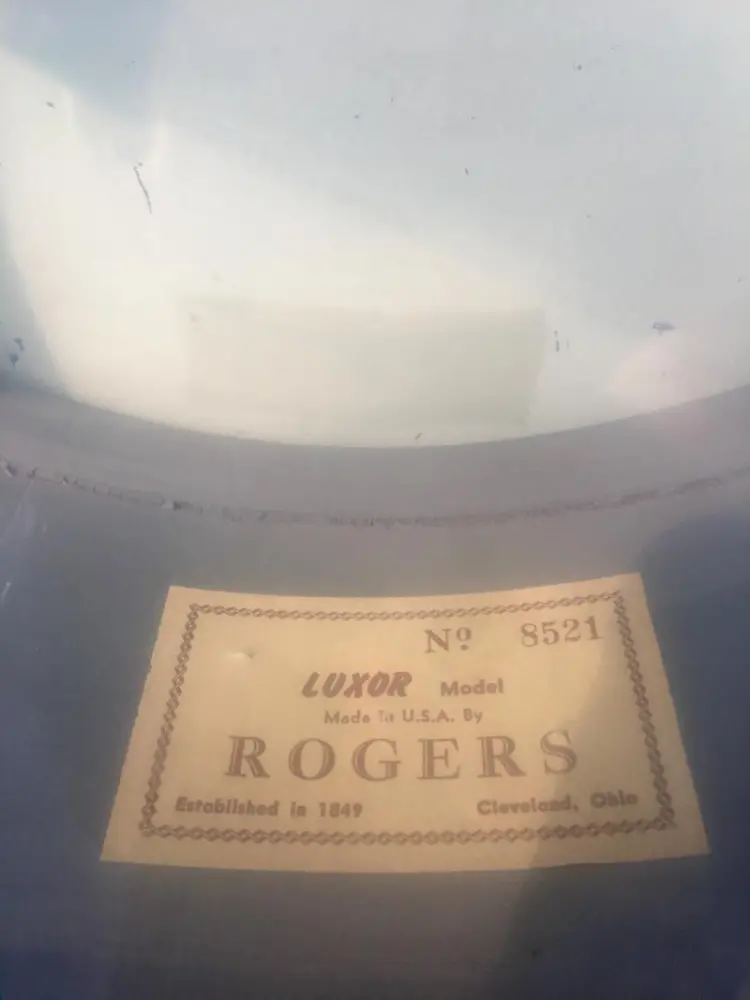 Nº 8521
LUXOR Model
Made in U.S.A. By
ROGERS
Established in 1849 Cleveland, Ohio